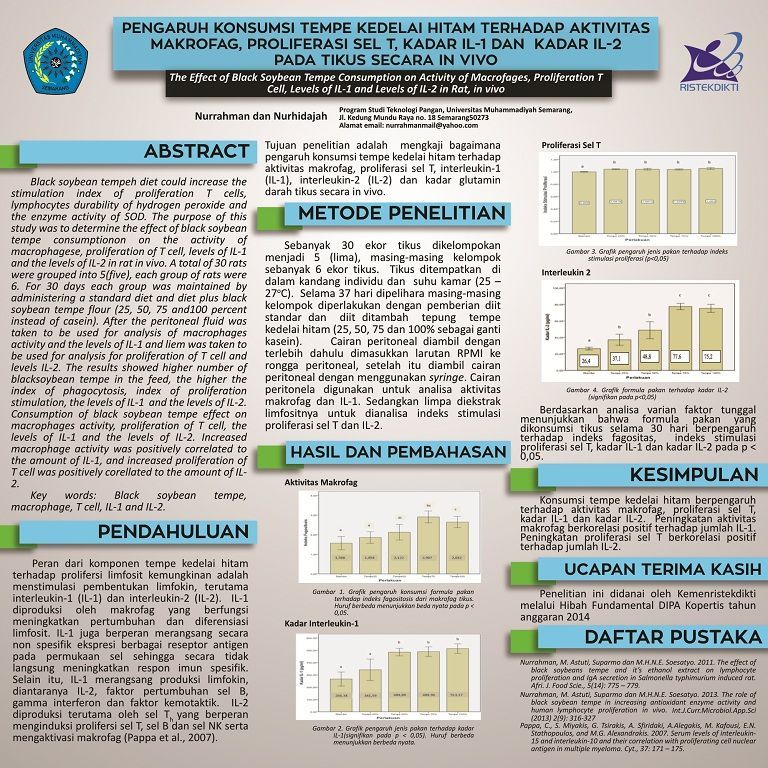 PENGARUH KONSUMSI TEMPE KEDELAI HITAM TERHADAP AKTIVITAS
MAKROFAG, PROLIFERASI SEL T, KADAR IL-1 DAN KADAR IL-2
PADA TIKUS SECARA IN VIVO
The Effect of Black Soybean Tempe Consumption on Activity of Macrofages, Proliferation T
Cell, Levels of IL-1 and Levels of IL-2 in Rat, in vivo
RISTEKDIKTI
SEMARANG
Nurrahman dan Nurhidajah
Program Studi Teknologi Pangan, Universitas Muhammadiyah Semarang,
Jl. Kedung Mundu Raya no. 18 Semarang50273
Alamat email: nurrahmanmail@yahoo.com
ABSTRACT
Black soybean tempeh diet could increase the
stimulation index of proliferation T cells,
lymphocytes durability of hydrogen peroxide and
the enzyme activity of SOD. The purpose of this
study was to determine the effect of black soybean
tempe consumptionon on the activity of
macrophagese, proliferation of T cell, levels of IL-1
and the levels of IL-2 in rat in vivo. A total of 30 rats
were grouped into 5(five), each group of rats were
6. For 30 days each group was maintained by
administering a standard diet and diet plus black
soybean tempe flour (25, 50, 75 and100 percent
instead of casein). After the peritoneal fluid was
taken to be used for analysis of macrophages
activity and the levels of IL-1 and liem was taken to
be used for analysis for proliferation of T cell and
levels IL-2. The results showed higher number of
blacksoybean tempe in the feed, the higher the
index of phagocytosis, index of proliferation
stimulation, the levels of IL-1 and the levels of IL-2.
Consumption of black soybean tempe effect on
macrophages activity, proliferation of T cell, the
levels of IL-1 and the levels of IL-2. Increased
macrophage activity was positively correlated to
the amount of IL-1, and increased proliferation of
T cell was positively corellated to the amount of IL-
2.
Key words: Black soybean tempe,
macrophage, T cell, IL-1 and IL-2.
PENDAHULUAN
Peran dari komponen tempe kedelai hitam
terhadap prolifersi limfosit kemungkinan adalah
menstimulasi pembentukan limfokin, terutama
interleukin-1 (IL-1) dan interleukin-2 (IL-2). IL-1
diproduksi oleh makrofag yang berfungsi
meningkatkan pertumbuhan dan diferensiasi
limfosit. IL-1 juga berperan merangsang secara
non spesifik ekspresi berbagai reseptor antigen
pada permukaan sel sehingga secara tidak
langsung meningkatkan respon imun spesifik.
Selain itu, IL-1 merangsang produksi limfokin,
diantaranya IL-2, faktor pertumbuhan sel B,
gamma interferon dan faktor kemotaktik. IL-2
diproduksi terutama oleh sel Th yang berperan
menginduksi prolifersi sel T, sel B dan sel NK serta
mengaktivasi makrofag (Pappa et al., 2007).
Tujuan penelitian adalah mengkaji bagaimana
pengaruh konsumsi tempe kedelai hitam terhadap
aktivitas makrofag, proliferasi sel T, interleukin-1
(IL-1), interleukin-2 (IL-2) dan kadar glutamin
darah tikus secara in vivo.
METODE PENELITIAN
Sebanyak 30 ekor tikus dikelompokan
menjadi 5 (lima), masing-masing kelompok
sebanyak 6 ekor tikus. Tikus ditempatkan di
dalam kandang individu dan suhu kamar (25 –
27°C). Selama 37 hari dipelihara masing-masing
kelompok diperlakukan dengan pemberian diit
standar dan diit ditambah tepung tempe
kedelai hitam (25, 50, 75 dan 100% sebagai ganti
kasein). Cairan peritoneal diambil dengan
terlebih dahulu dimasukkan larutan RPMI ke
rongga peritoneal, setelah itu diambil cairan
peritoneal dengan menggunakan syringe. Cairan
peritonela digunakan untuk analisa aktivitas
makrofag dan IL-1. Sedangkan limpa diekstrak
limfositnya untuk dianalisa indeks stimulasi
proliferasi sel T dan IL-2.
HASIL DAN PEMBAHASAN
Aktivitas Makrofag
Indeks Fagositosis
Perlakuan
Gambar 1. Grafik pengaruh konsumsi formula pakan
terhadap indeks fagositosis dari makrofag tikus.
Huruf berbeda menunjukkan beda nyata pada p <
0,05.
Kadar Interleukin-1
Perlakuan
Gambar 2. Grafik pengaruh jenis pakan terhadap kadar
IL-1(signifikan pada p < 0,05). Huruf berbeda
menunjukkan berbeda nyata.
Proliferasi Sel T
Indeks Stimulasi Proliferasi
Perlakuan
Gambar 3. Grafik pengaruh jenis pakan terhadap indeks
stimulasi proliferasi (p<0,05)
Interleukin 2
Kadar IL-2 (pg/ml)
26,4 37,1 48,8 77,6 75,2
Perlakuan
Gambar 4. Grafik formula pakan terhadap kadar IL-2
(signifikan pada p<0,05)
Berdasarkan analisa varian faktor tunggal
menunjukkan bahwa formula pakan yang
dikonsumsi tikus selama 30 hari berpengaruh
terhadap indeks fagositas, indeks stimulasi
proliferasi sel T, kadar IL-1 dan kadar IL-2 pada p <
0,05.
KESIMPULAN
Konsumsi tempe kedelai hitam berpengaruh
terhadap aktivitas makrofag, proliferasi sel T,
kadar IL-1 dan kadar IL-2. Peningkatan aktivitas
makrofag berkorelasi positif terhadap jumlah IL-1.
Peningkatan proliferasi sel T berkorelasi positif
terhadap jumlah IL-2.
UCAPAN TERIMA KASIH
Penelitian ini didanai oleh Kemenristekdikti
melalui Hibah Fundamental DIPA Kopertis tahun
anggaran 2014
DAFTAR PUSTAKA
Nurrahman, M. Astuti, Suparmo dan M.H.N.E. Soesatyo. 2011. The effect of
black soybeans tempe and it's ethanol extract on lymphocyte
proliferation and IgA secretion in Salmonella typhimurium induced rat.
Afri. J. Food Scie., 5(14): 775 – 779.
Nurrahman, M. Astuti, Suparmo dan M.H.N.E. Soesatyo. 2013. The role of
black soybean tempe in increasing antioxidant enzyme activity and
human lymphocyte proliferation in vivo. Int.J.Curr.Microbiol.App.Sci
(2013) 2(9): 316-327
Pappa, C., S. Miyakis, G. Tsirakis, A. Sfiridaki, A.Alegakis, M. Kafousi, E.N.
Stathopoulos, and M.G. Alexandrakis. 2007. Serum levels of interleukin-
15 and interleukin-10 and their correlation with proliferating cell nuclear
antigen in multiple myeloma. Cyt., 37: 171 – 175.